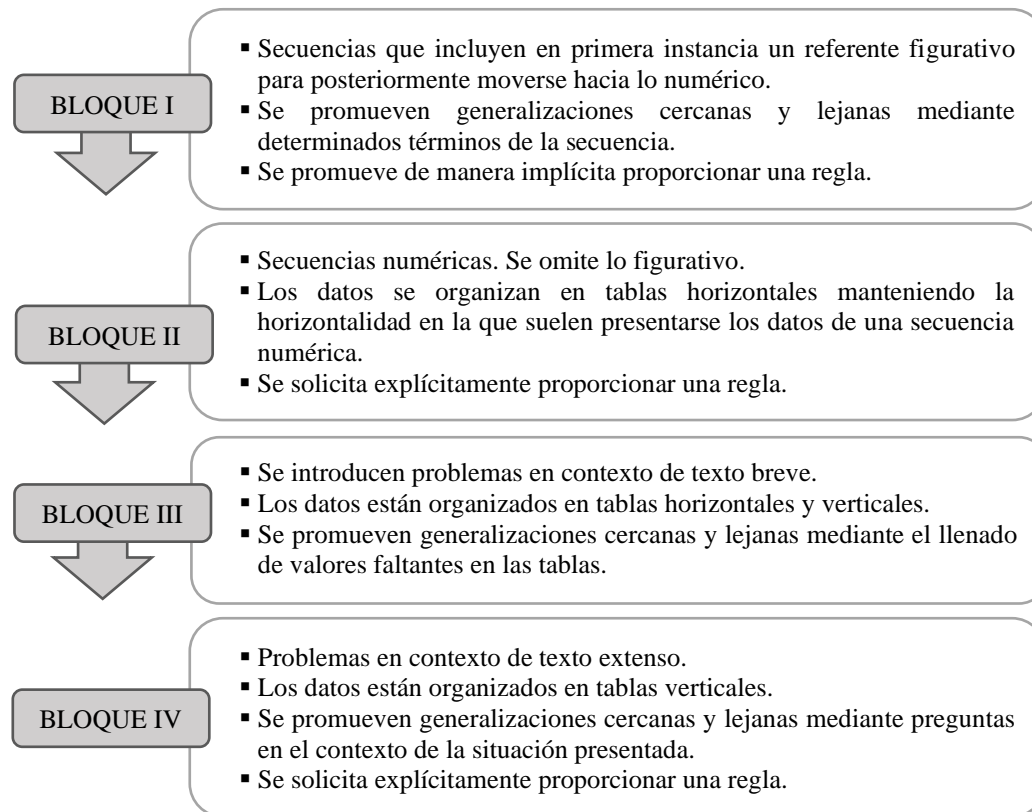 BLOQUE I
▪ Secuencias que incluyen en primera instancia un referente figurativo
para posteriormente moverse hacia lo numérico.
▪ Se promueven generalizaciones cercanas y lejanas mediante
determinados términos de la secuencia.
▪ Se promueve de manera implícita proporcionar una regla.
BLOQUE II
▪ Secuencias numéricas. Se omite lo figurativo.
▪ Los datos se organizan en tablas horizontales manteniendo la
horizontalidad en la que suelen presentarse los datos de una secuencia
numérica.
▪ Se solicita explícitamente proporcionar una regla.
BLOQUE III
▪ Se introducen problemas en contexto de texto breve.
▪ Los datos están organizados en tablas horizontales y verticales.
▪ Se promueven generalizaciones cercanas y lejanas mediante el llenado
de valores faltantes en las tablas.
BLOQUE IV
▪ Problemas en contexto de texto extenso.
▪ Los datos están organizados en tablas verticales.
▪ Se promueven generalizaciones cercanas y lejanas mediante preguntas
en el contexto de la situación presentada.
▪ Se solicita explícitamente proporcionar una regla.